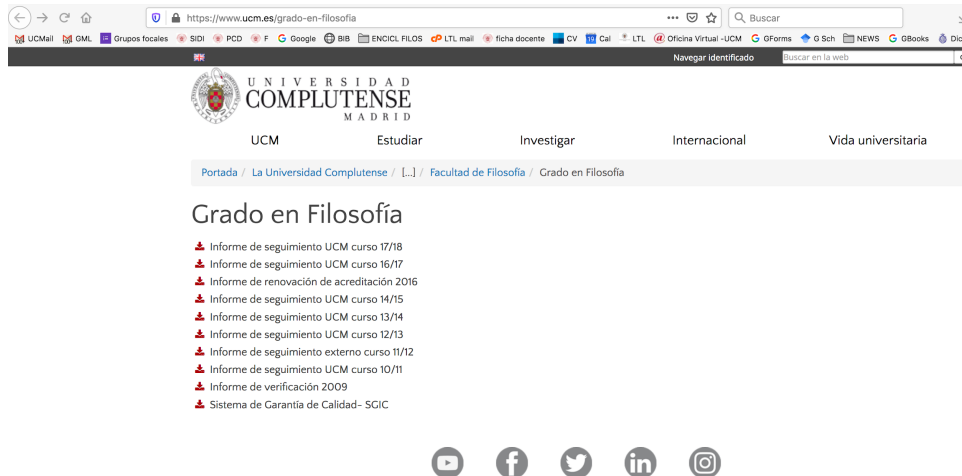 https://www.ucm.es/grado-en-filosofia
Buscar
UCMail GML Grupos focales SIDI PCD F Google BIB ENCICL FILOS LTL mail ficha docente CV Cal LTL Oficina Virtual -UCM GForms G Sch NEWS GBooks
Navegar identificado Buscar en la web
UNIVERSIDAD
COMPLUTENSE
MADRID
UCM Estudiar Investigar Internacional Vida universitaria
Portada / La Universidad Complutense / [...] / Facultad de Filosofía / Grado en Filosofía
Grado en Filosofía
Informe de seguimiento UCM curso 17/18
Informe de seguimiento UCM curso 16/17
Informe de renovación de acreditación 2016
Informe de seguimiento UCM curso 14/15
Informe de seguimiento UCM curso 13/14
Informe de seguimiento UCM curso 12/13
Informe de seguimiento externo curso 11/12
Informe de seguimiento UCM curso 10/11
Informe de verificación 2009
Sistema de Garantía de Calidad– SGIC